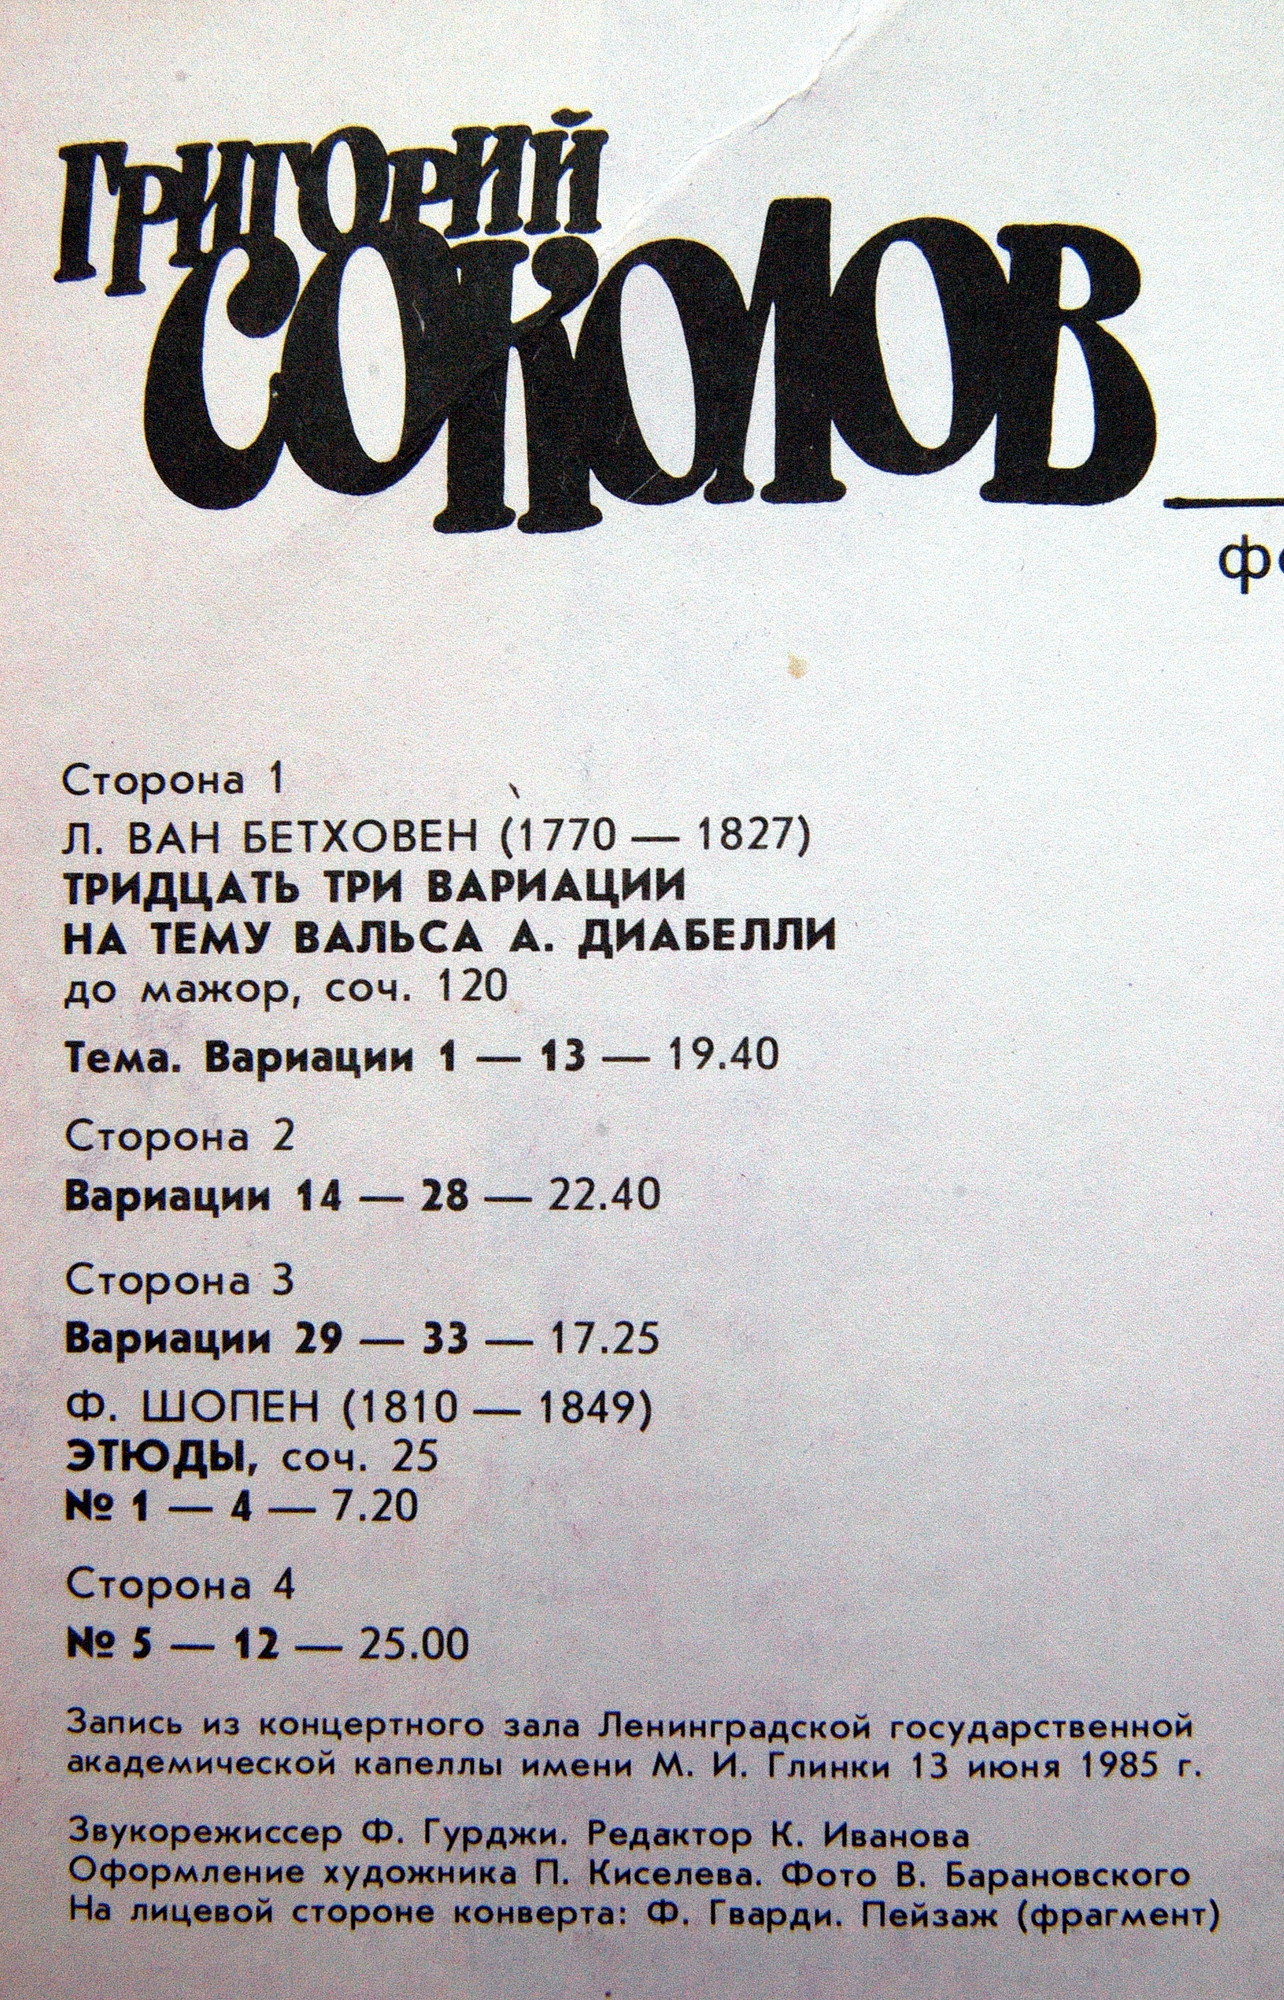 ГРИГОРИЙ
СОКОЛОВ
Сторона 1
Л. ВАН БЕТХОВЕН (1770 — 1827)
ТРИДЦАТЬ ТРИ ВАРИАЦИИ
НА ТЕМУ ВАЛЬСА А. ДИАБЕЛЛИ
до мажор, соч. 120
Тема. Вариации 1 — 13 — 19.40
Сторона 2
Вариации 14 — 28 — 22.40
Сторона 3
Вариации 29 — 33 — 17.25
Ф. ШОПЕН (1810 — 1849)
ЭТЮДЫ, соч. 25
№ 1 — 4 — 7.20
Сторона 4
№ 5 — 12 — 25.00
Запись из концертного зала Ленинградской государственной
академической капеллы имени М. И. Глинки 13 июня 1985 г.
Звукорежиссер Ф. Гурджи. Редактор К. Иванова
Оформление художника П. Киселева. Фото В. Барановского
На лицевой стороне конверта: Ф. Гварди. Пейзаж (фрагмент)